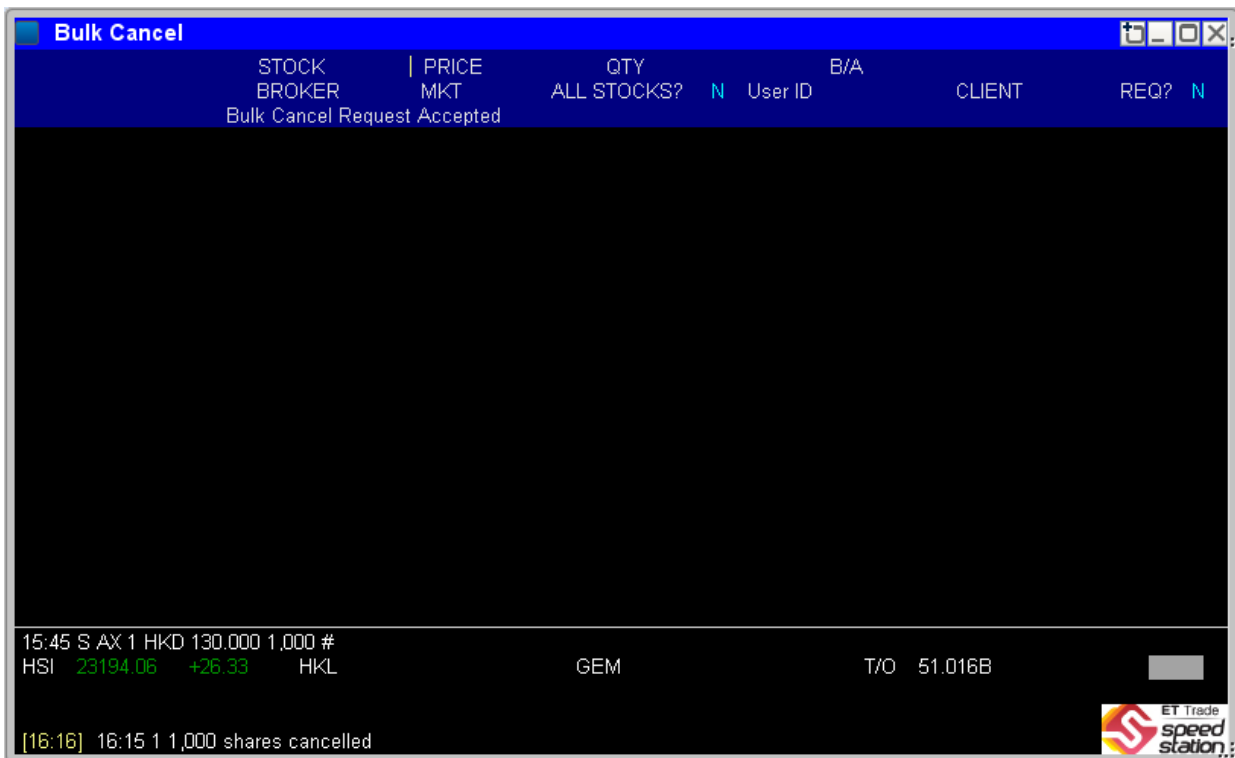 Bulk Cancel
STOCK PRICE QTY B/A
BROKER MKT ALL STOCKS? N User ID CLIENT REQ? N
Bulk Cancel Request Accepted
15:45 S AX 1 HKD 130.000 1,000 #
HSI 23194.06 +26.33 HKL GEM T/O 51.016B
ET Trade
speed
station
[16:16] 16:15 1 1,000 shares cancelled